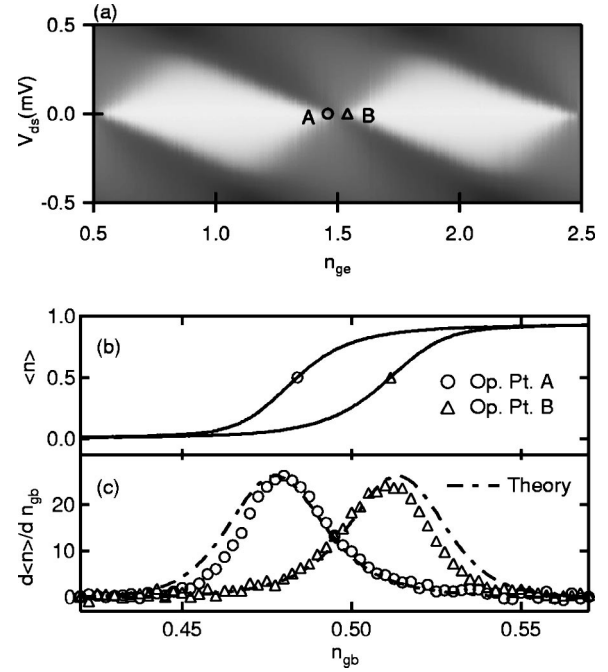 (a)
0.5
0.0
-0.5
V_ds(mV)
A B
0.5 1.0 1.5 2.0 2.5
n_ge
(b)
1.0
0.5
0.0
<n>
Op. Pt. A
Op. Pt. B
(c)
Theory
20
10
0
d<n>/d n_gb
0.45 0.50 0.55
n_gb